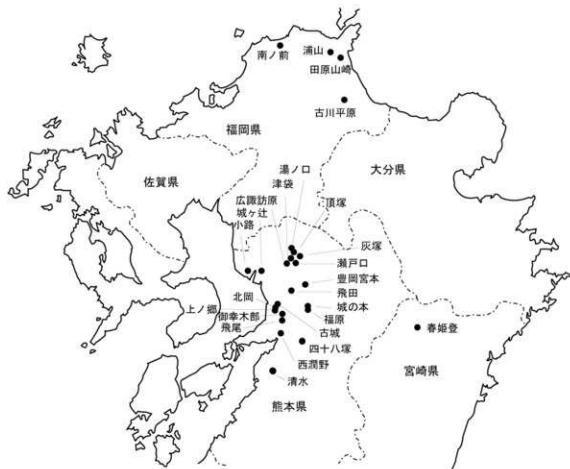 南ノ前
浦山
田原山崎
古川平原
福岡県
大分県
佐賀県
湯ノ口
津袋
頂塚
広諏訪原
城ヶ辻
小路
灰塚
瀬戸口
豊岡宮本
飛田
城の本
福原
北岡
上ノ郷
御幸木部
飛尾
古城
四十八塚
西潤野
清水
熊本県
春姫登
宮崎県